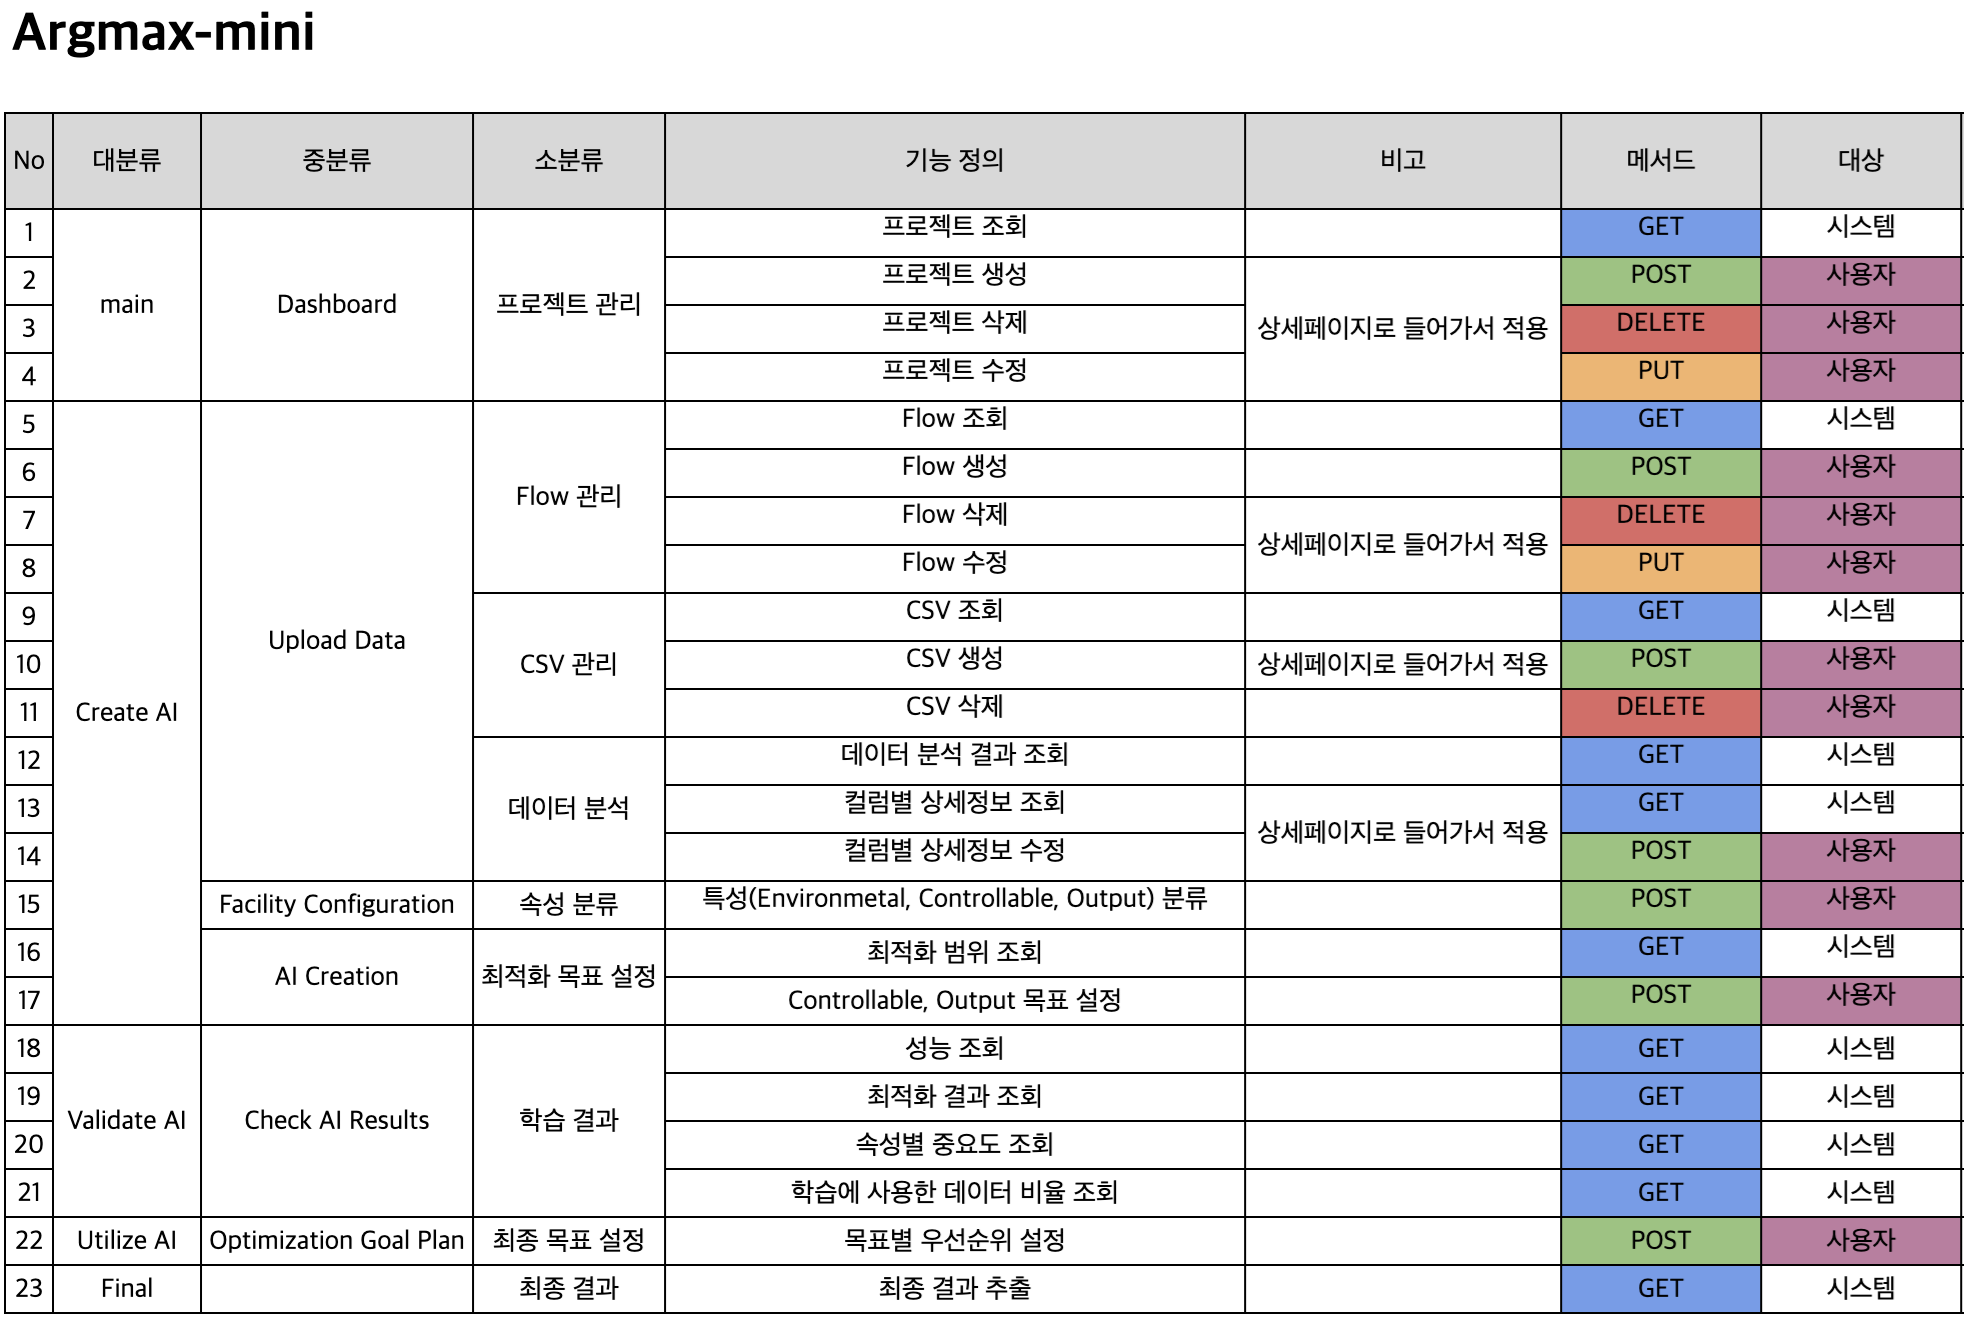 Argmax-mini
No 대분류 중분류 소분류 기능 정의 비고 메서드 대상
1 main Dashboard 프로젝트 관리 프로젝트 조회 GET 시스템
2 프로젝트 생성 상세페이지로 들어가서 적용 POST 사용자
3 프로젝트 삭제 DELETE 사용자
4 프로젝트 수정 PUT 사용자
5 Create AI Upload Data Flow 관리 Flow 조회 GET 시스템
6 Flow 생성 POST 사용자
7 Flow 삭제 상세페이지로 들어가서 적용 DELETE 사용자
8 Flow 수정 PUT 사용자
9 CSV 관리 CSV 조회 GET 시스템
10 CSV 생성 상세페이지로 들어가서 적용 POST 사용자
11 CSV 삭제 DELETE 사용자
12 데이터 분석 데이터 분석 결과 조회 GET 시스템
13 컬럼별 상세정보 조회 상세페이지로 들어가서 적용 GET 시스템
14 컬럼별 상세정보 수정 POST 사용자
15 Facility Configuration 속성 분류 특성(Environmetal, Controllable, Output) 분류 POST 사용자
16 AI Creation 최적화 목표 설정 최적화 범위 조회 GET 시스템
17 Controllable, Output 목표 설정 POST 사용자
18 Validate AI Check AI Results 학습 결과 성능 조회 GET 시스템
19 최적화 결과 조회 GET 시스템
20 속성별 중요도 조회 GET 시스템
21 학습에 사용한 데이터 비율 조회 GET 시스템
22 Utilize AI Optimization Goal Plan 최종 목표 설정 목표별 우선순위 설정 POST 사용자
23 Final 최종 결과 최종 결과 추출 GET 시스템